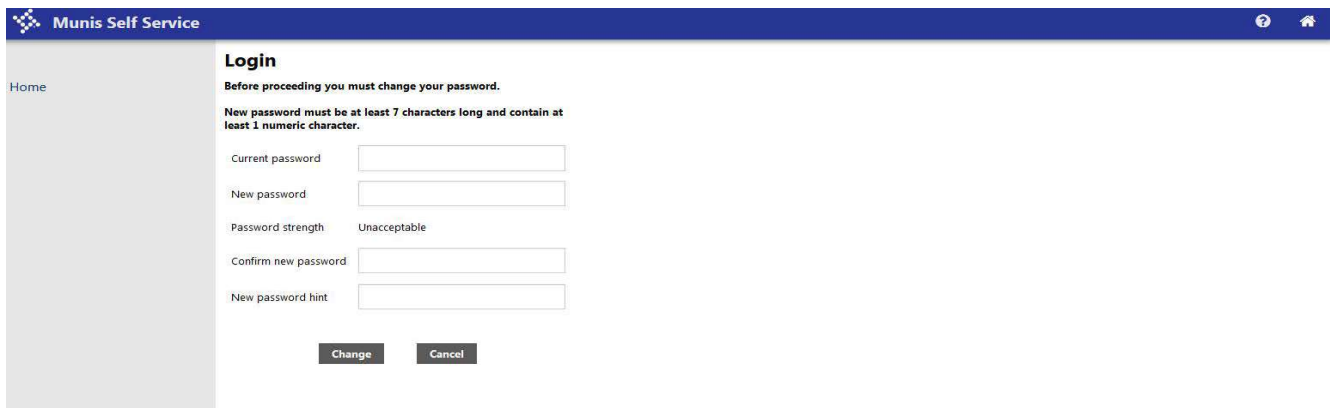 Munis Self Service
Home
Login
Before proceeding you must change your password.
New password must be at least 7 characters long and contain at
least 1 numeric character.
Current password
New password
Password strength Unacceptable
Confirm new password
New password hint
Change Cancel